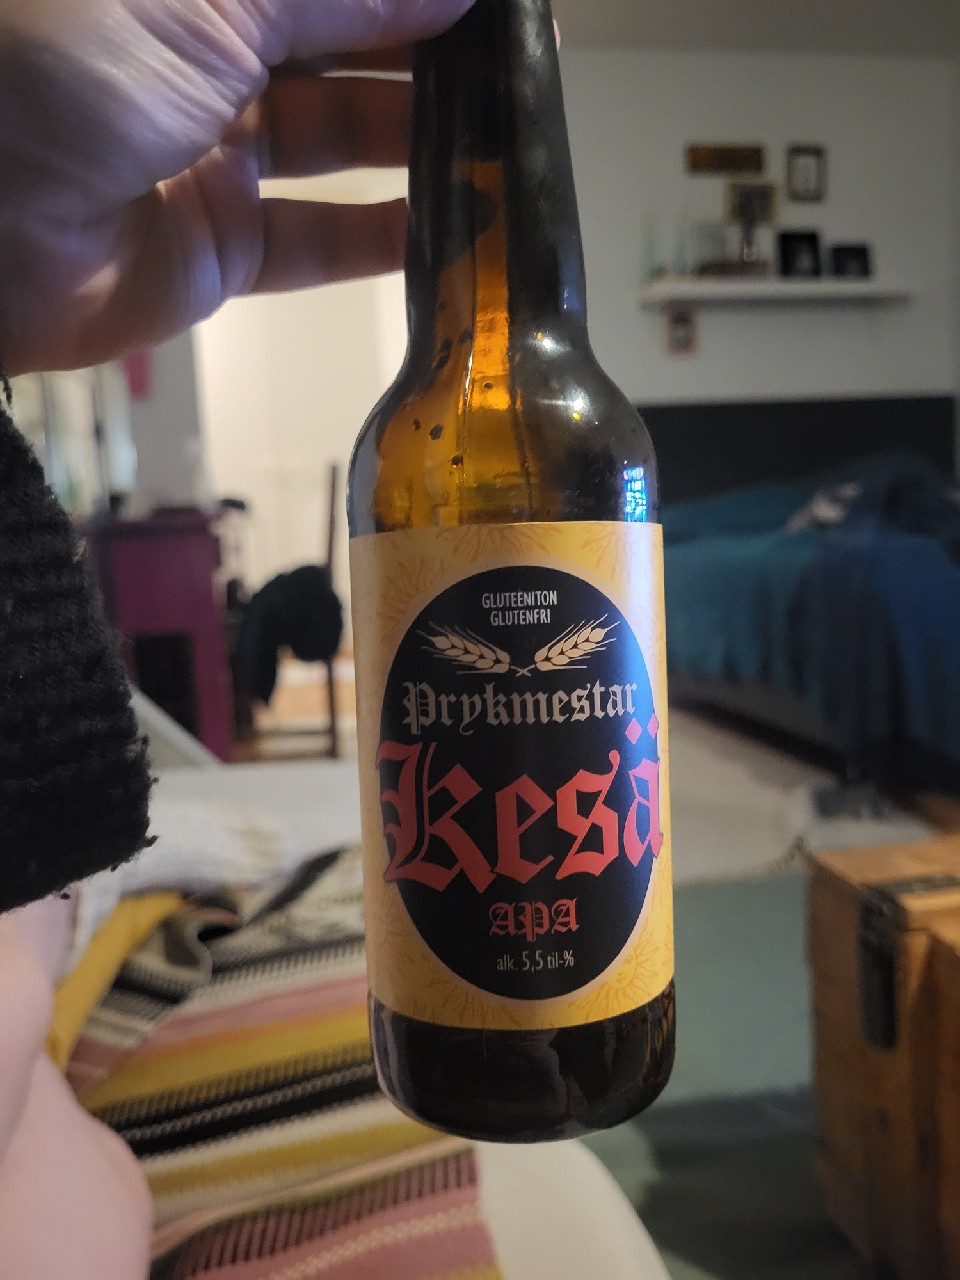 GLUTEENITON
GLUTENFRI
Prykmestar
Kesä
APA
alk. 5,5 til-%